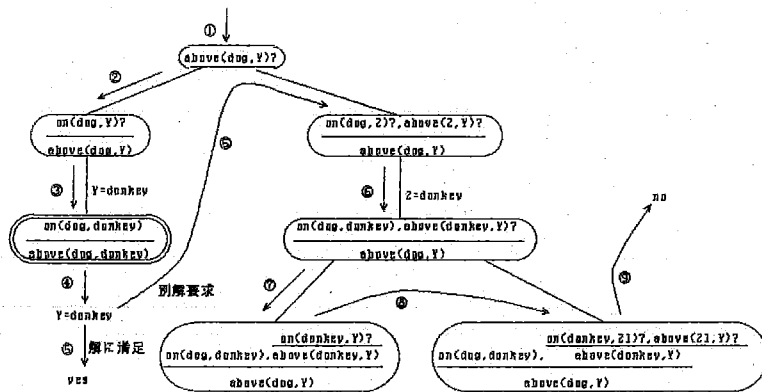 ①
above(dog,Y)?
②
on(dog,Y)?
above(dog,Y)
⑤
on(dog,Z)?,above(Z,Y)?
above(dog,Y)
③
Y=donkey
⑥
Z=donkey
no
on(dog,donkey)
above(dog,donkey)
on(dog,donkey),above(donkey,Y)?
above(dog,Y)
④
別解要求
⑦
⑧
⑨
Y=donkey
⑤ 解に満足
yes
on(donkey,Y)?
on(dog,donkey),above(donkey,Y)
above(dog,Y)
on(donkey,Z1)?,above(Z1,Y)?
on(dog,donkey), above(donkey,Y)
above(dog,Y)